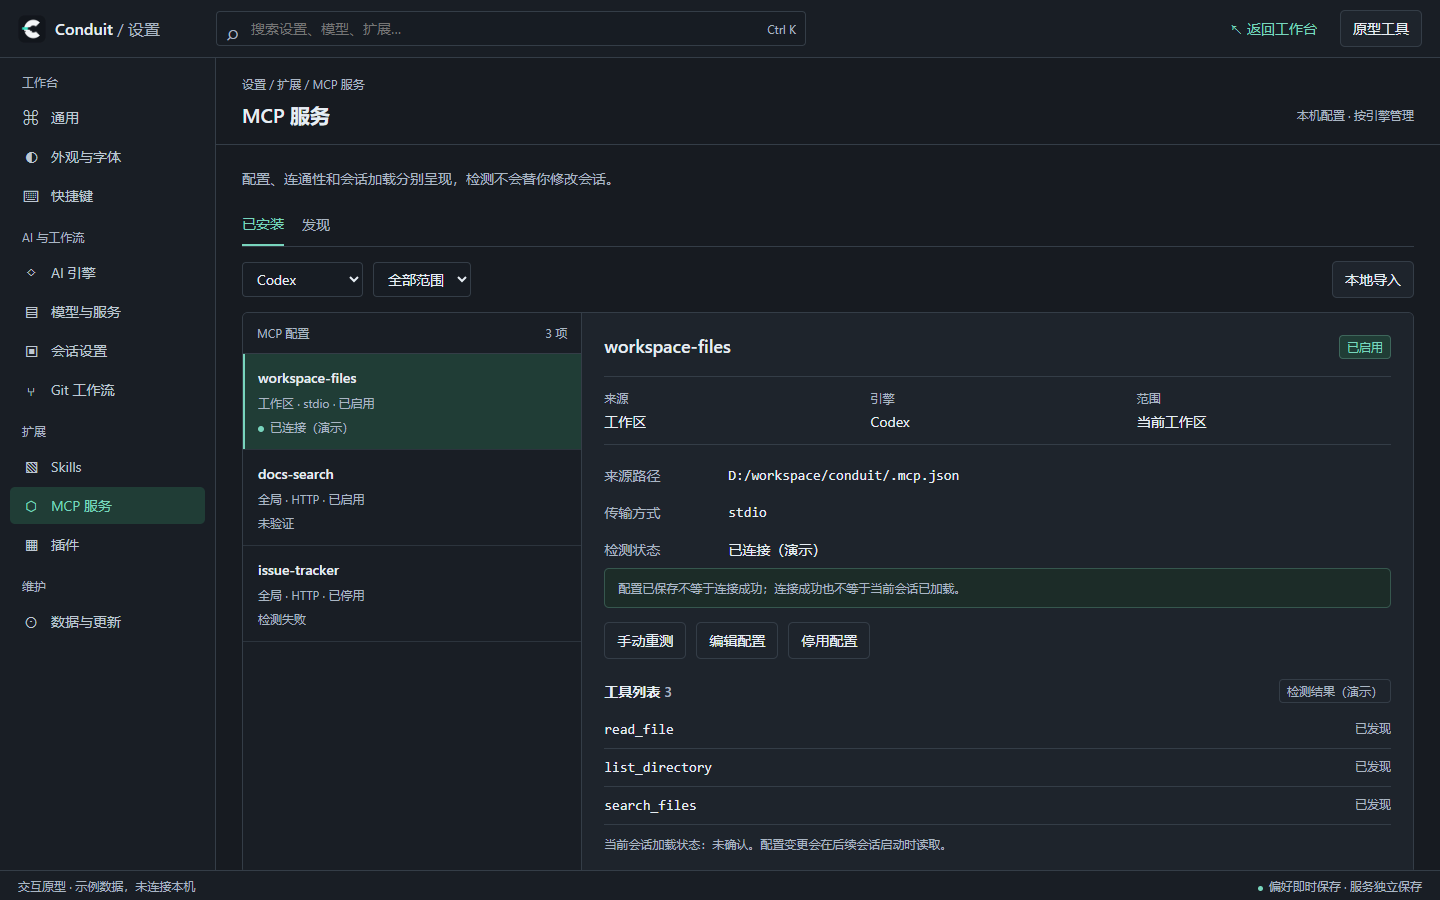 Conduit / 设置
搜索设置、模型、扩展...
Ctrl K
↖ 返回工作台
原型工具
工作台
通用
外观与字体
快捷键
AI 与工作流
AI 引擎
模型与服务
会话设置
Git 工作流
扩展
Skills
MCP 服务
插件
维护
数据与更新
设置 / 扩展 / MCP 服务
MCP 服务
本机配置 · 按引擎管理
配置、连通性和会话加载分别呈现，检测不会替你修改会话。
已安装
发现
Codex
全部范围
本地导入
MCP 配置
3 项
workspace-files
工作区 · stdio · 已启用
已连接（演示）
docs-search
全局 · HTTP · 已启用
未验证
issue-tracker
全局 · HTTP · 已停用
检测失败
workspace-files
已启用
来源
引擎
范围
工作区
Codex
当前工作区
来源路径
D:/workspace/conduit/.mcp.json
传输方式
stdio
检测状态
已连接（演示）
配置已保存不等于连接成功；连接成功也不等于当前会话已加载。
手动重测
编辑配置
停用配置
工具列表 3
检测结果（演示）
read_file
已发现
list_directory
已发现
search_files
已发现
当前会话加载状态：未确认。配置变更会在后续会话启动时读取。
交互原型 · 示例数据，未连接本机
偏好即时保存 · 服务独立保存